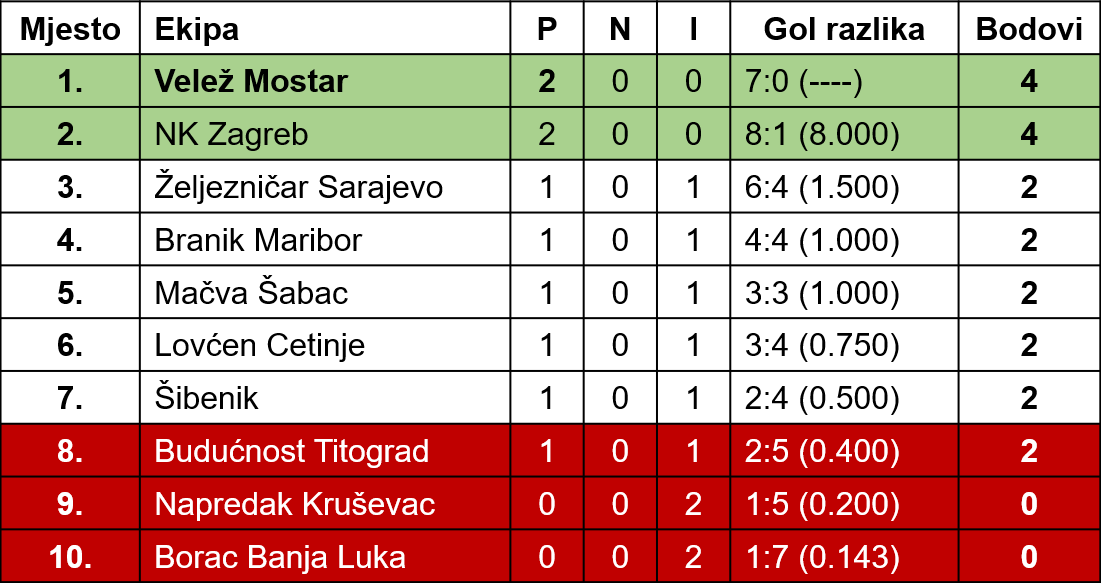 Mjesto Ekipa P N I Gol razlika Bodovi
1. Velež Mostar 2 0 0 7:0 (----) 4
2. NK Zagreb 2 0 0 8:1 (8.000) 4
3. Željezničar Sarajevo 1 0 1 6:4 (1.500) 2
4. Branik Maribor 1 0 1 4:4 (1.000) 2
5. Mačva Šabac 1 0 1 3:3 (1.000) 2
6. Lovćen Cetinje 1 0 1 3:4 (0.750) 2
7. Šibenik 1 0 1 2:4 (0.500) 2
8. Budućnost Titograd 1 0 1 2:5 (0.400) 2
9. Napredak Kruševac 0 0 2 1:5 (0.200) 0
10. Borac Banja Luka 0 0 2 1:7 (0.143) 0